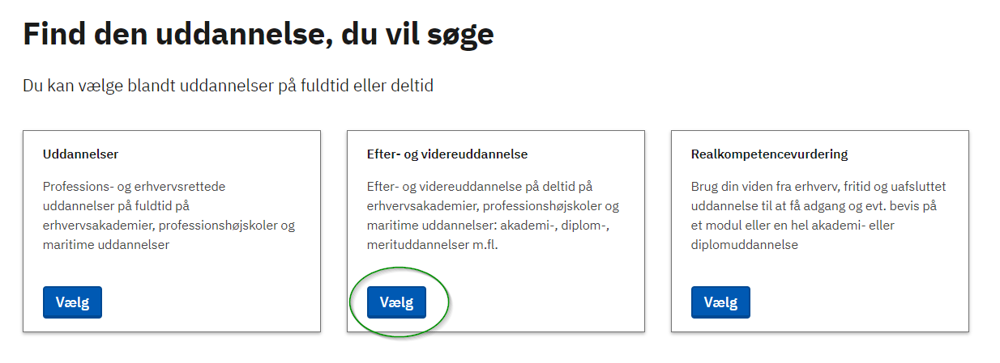 Find den uddannelse, du vil søge
Du kan vælge blandt uddannelser på fuldtid eller deltid
Uddannelser
Professions- og erhvervsrettede
uddannelser på fuldtid på
erhvervsakademier, professionshøjskoler og
maritime uddannelser
Vælg
Efter- og videreuddannelse
Efter- og videreuddannelse på deltid på
erhvervsakademier, professionshøjskoler og
maritime uddannelser: akademi-, diplom-,
merituddannelser m.fl.
Vælg
Realkompetencevurdering
Brug din viden fra erhverv, fritid og uafsluttet
uddannelse til at få adgang og evt. bevis på
et modul eller en hel akademi- eller
diplomuddannelse
Vælg